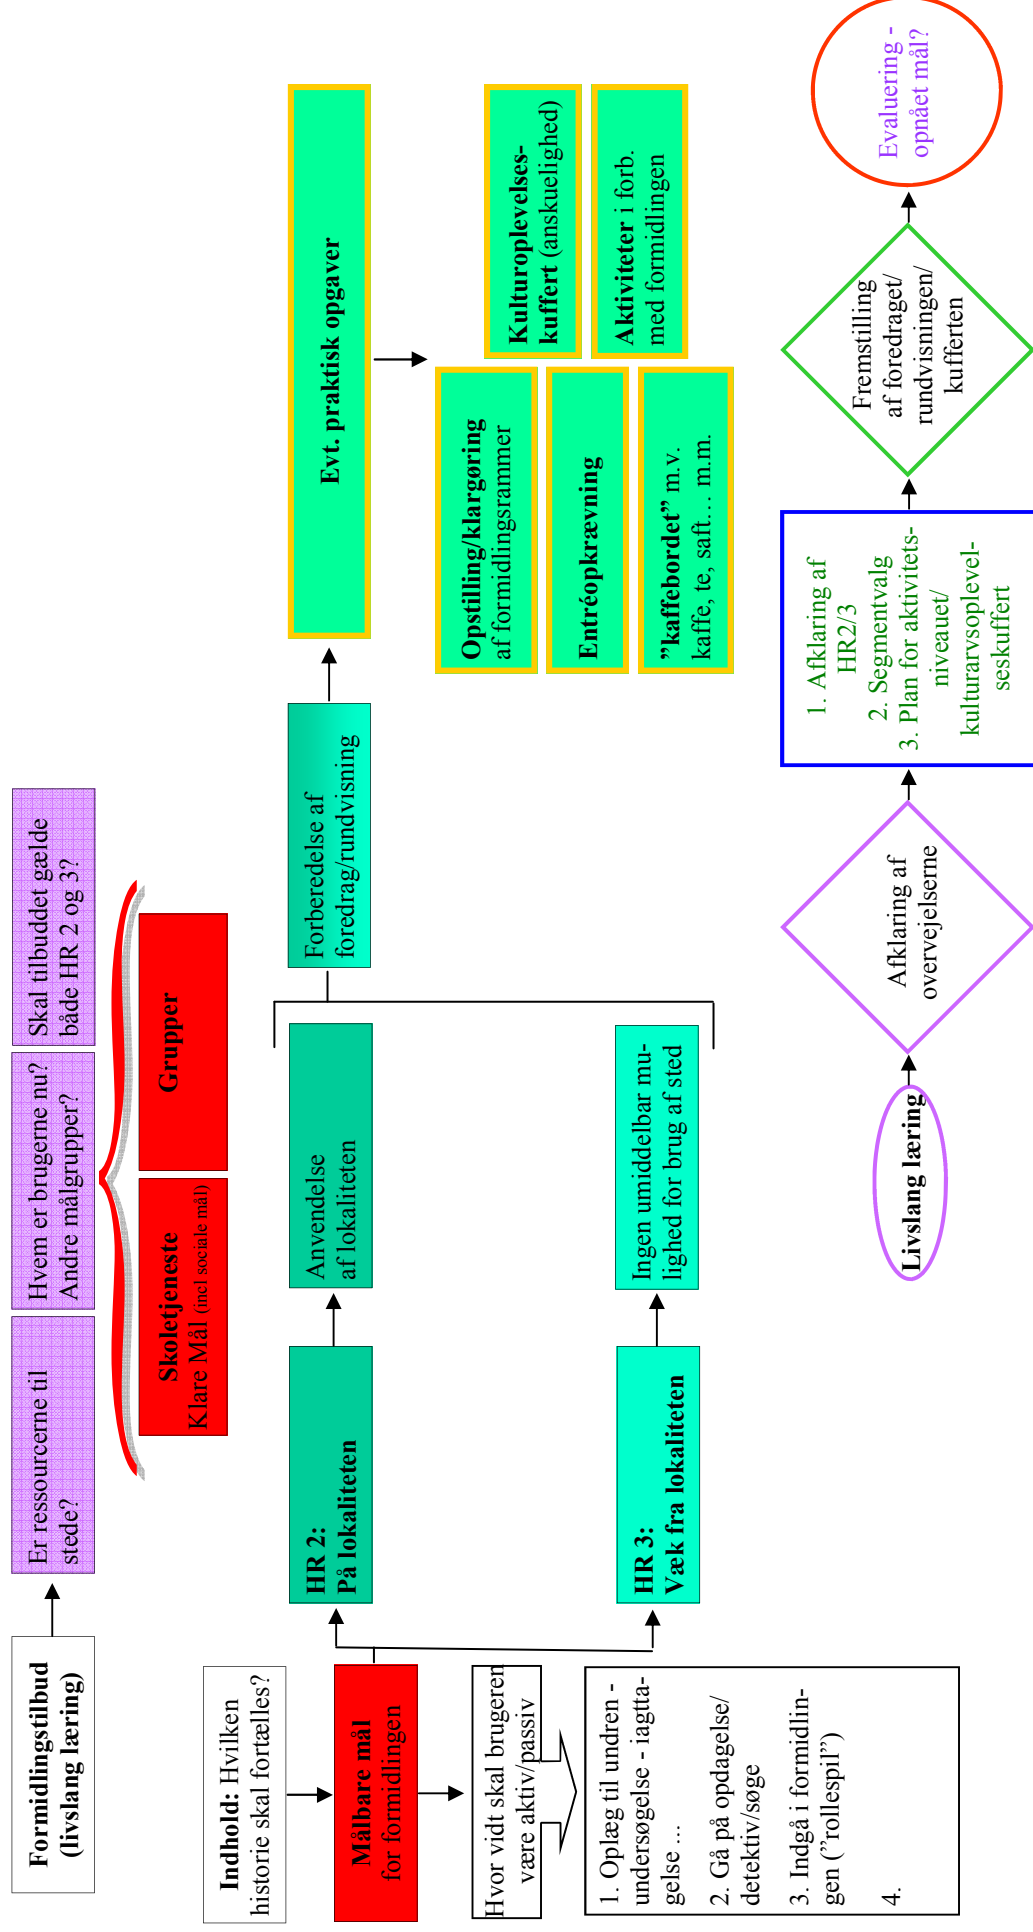 Formidlingstilbud
(livslang læring)
Er ressourcerne til
stede?
Hvem er brugerne nu?
Andre målgrupper?
Skal tilbuddet gælde
både HR 2 og 3?
Skoletjeneste
Klare Mål (incl sociale mål)
Grupper
Indhold: Hvilken
historie skal fortælles?
Målbare mål
for formidlingen
Hvor vidt skal brugeren
være aktiv/passiv
1. Oplæg til undren -
undersøgelse - iagtta-
gelse ...
2. Gå på opdagelse/
detektiv/søge
3. Indgå i formidlin-
gen (”rollespil”)
4.
HR 2:
På lokaliteten
Anvendelse
af lokaliteten
HR 3:
Væk fra lokaliteten
Ingen umiddelbar mu-
lighed for brug af sted
Forberedelse af
foredrag/rundvisning
Evt. praktisk opgaver
Opstilling/klargøring
af formidlingsrammer
Entréopkrævning
”kaffebordet” m.v.
kaffe, te, saft… m.m.
Kulturoplevelses-
kuffert (anskuelighed)
Aktiviteter i forb.
med formidlingen
Livslang læring
Afklaring af
overvejelserne
1. Afklaring af
HR2/3
2. Segmentvalg
3. Plan for aktivitets-
niveauet/
kulturarvsoplevel-
seskuffert
Fremstilling
af foredraget/
rundvisningen/
kufferten
Evaluering -
opnået mål?